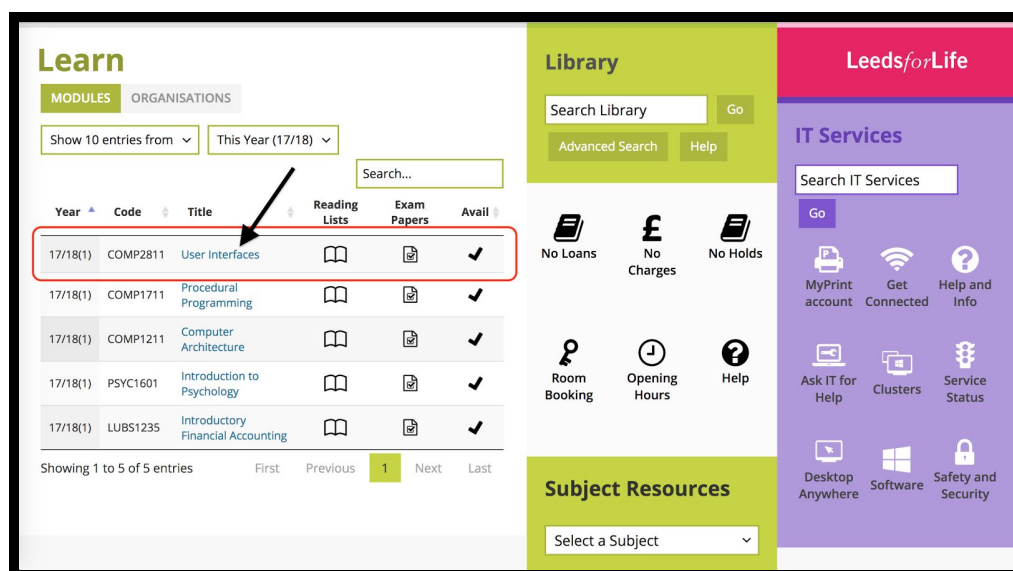 Learn
MODULES ORGANISATIONS
Show 10 entries from This Year (17/18)
Search...
Year Code Title Reading Lists Exam Papers Avail
17/18(1) COMP2811 User Interfaces
17/18(1) COMP1711 Procedural Programming
17/18(1) COMP1211 Computer Architecture
17/18(1) PSYC1601 Introduction to Psychology
17/18(1) LUBS1235 Introductory Financial Accounting
Showing 1 to 5 of 5 entries First Previous 1 Next Last
Library
Search Library Go
Advanced Search Help
No Loans
No Charges
No Holds
Room Booking
Opening Hours
Help
Subject Resources
Select a Subject
LeedsforLife
IT Services
Search IT Services
Go
MyPrint account
Get Connected
Help and Info
Ask IT for Help
Clusters
Service Status
Desktop Anywhere
Software
Safety and Security